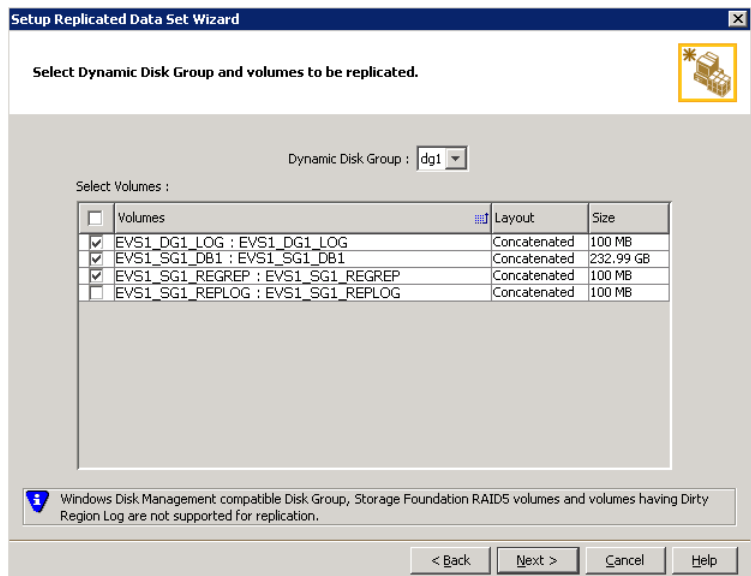 Setup Replicated Data Set Wizard
Select Dynamic Disk Group and volumes to be replicated.
Dynamic Disk Group : dg1
Select Volumes :
Volumes Layout Size
EVS1_DG1_LOG : EVS1_DG1_LOG Concatenated 100 MB
EVS1_SG1_DB1 : EVS1_SG1_DB1 Concatenated 232.99 GB
EVS1_SG1_REGREP : EVS1_SG1_REGREP Concatenated 100 MB
EVS1_SG1_REPLOG : EVS1_SG1_REPLOG Concatenated 100 MB
Windows Disk Management compatible Disk Group, Storage Foundation RAID5 volumes and volumes having Dirty
Region Log are not supported for replication.
< Back Next > Cancel Help